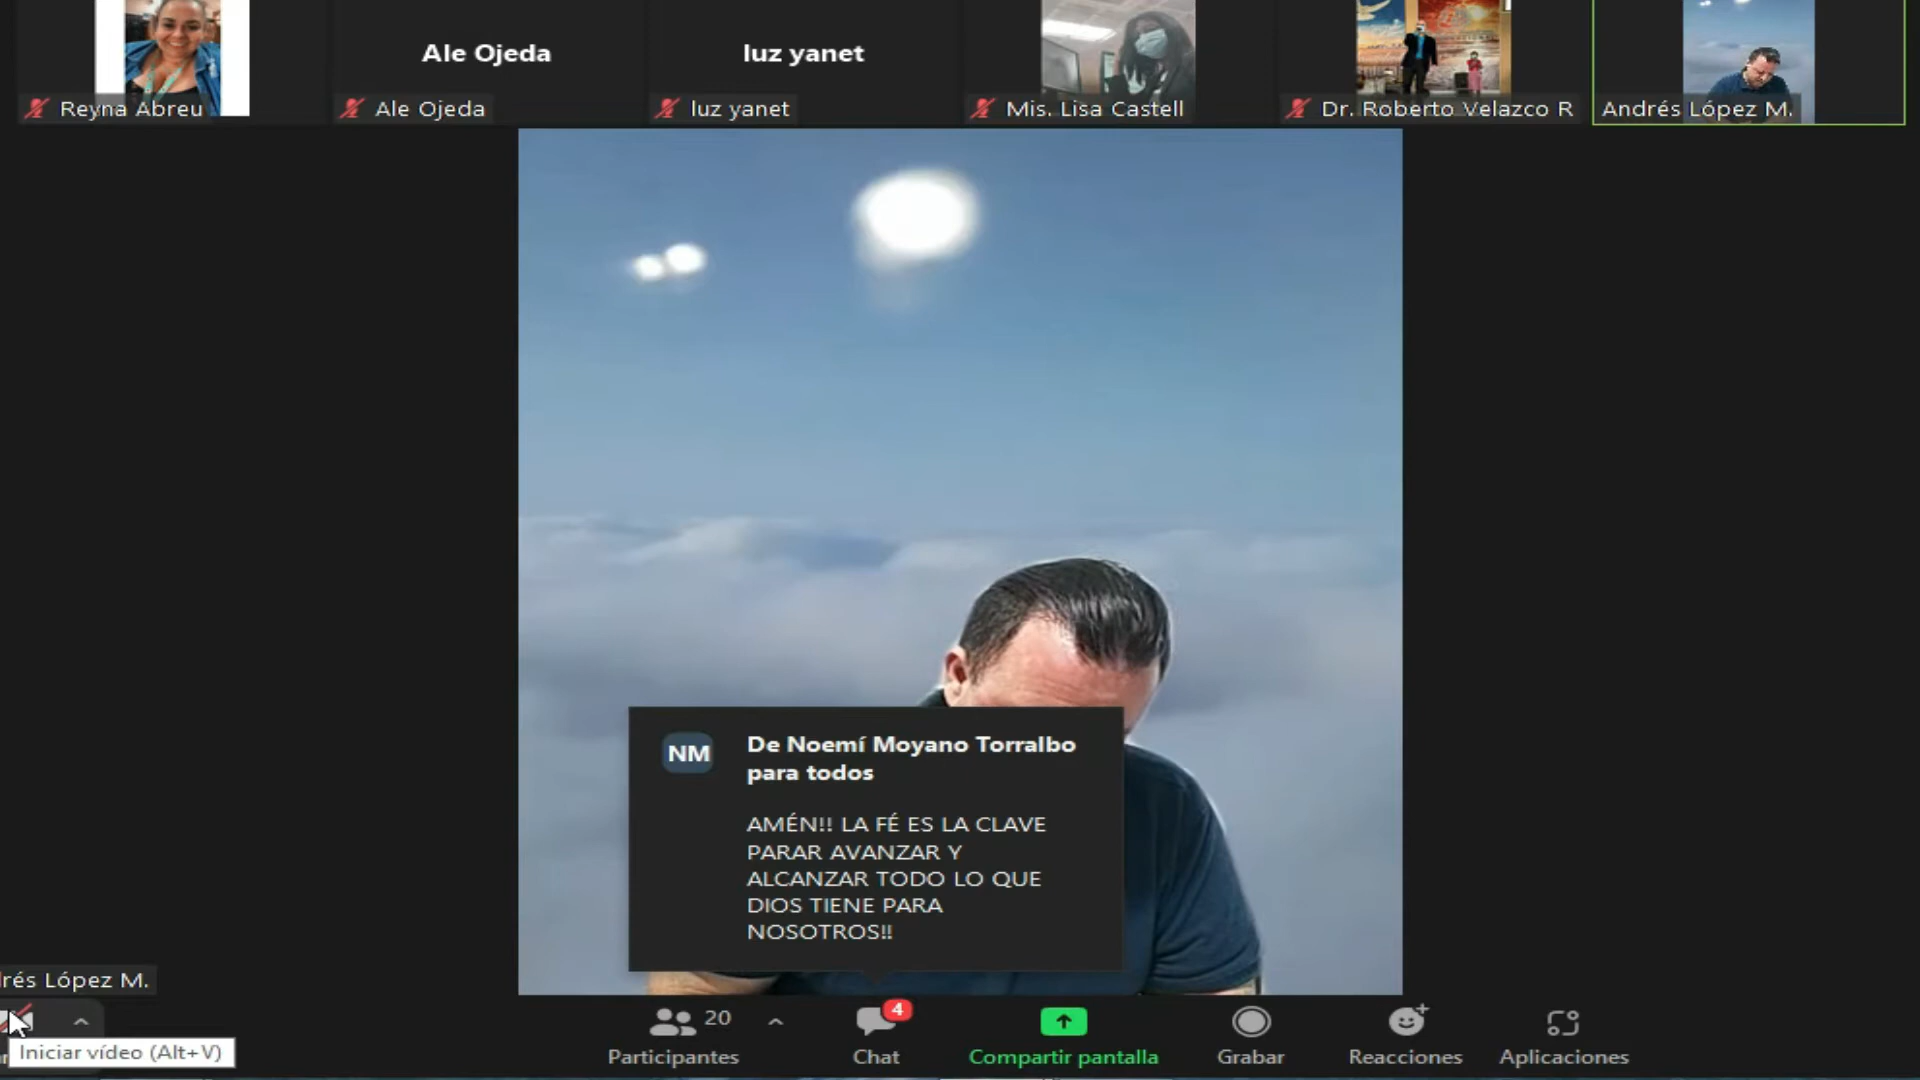 Ale Ojeda
luz yanet
Reyna Abreu
Ale Ojeda
luz yanet
Mis. Lisa Castell
Dr. Roberto Velazco R
Andrés López M.
NM
De Noemí Moyano Torralbo
para todos
AMÉN!! LA FÉ ES LA CLAVE
PARAR AVANZAR Y
ALCANZAR TODO LO QUE
DIOS TIENE PARA
NOSOTROS!!
rés López M.
Iniciar vídeo (Alt+V)
20
Participantes
4
Chat
Compartir pantalla
Grabar
Reacciones
Aplicaciones